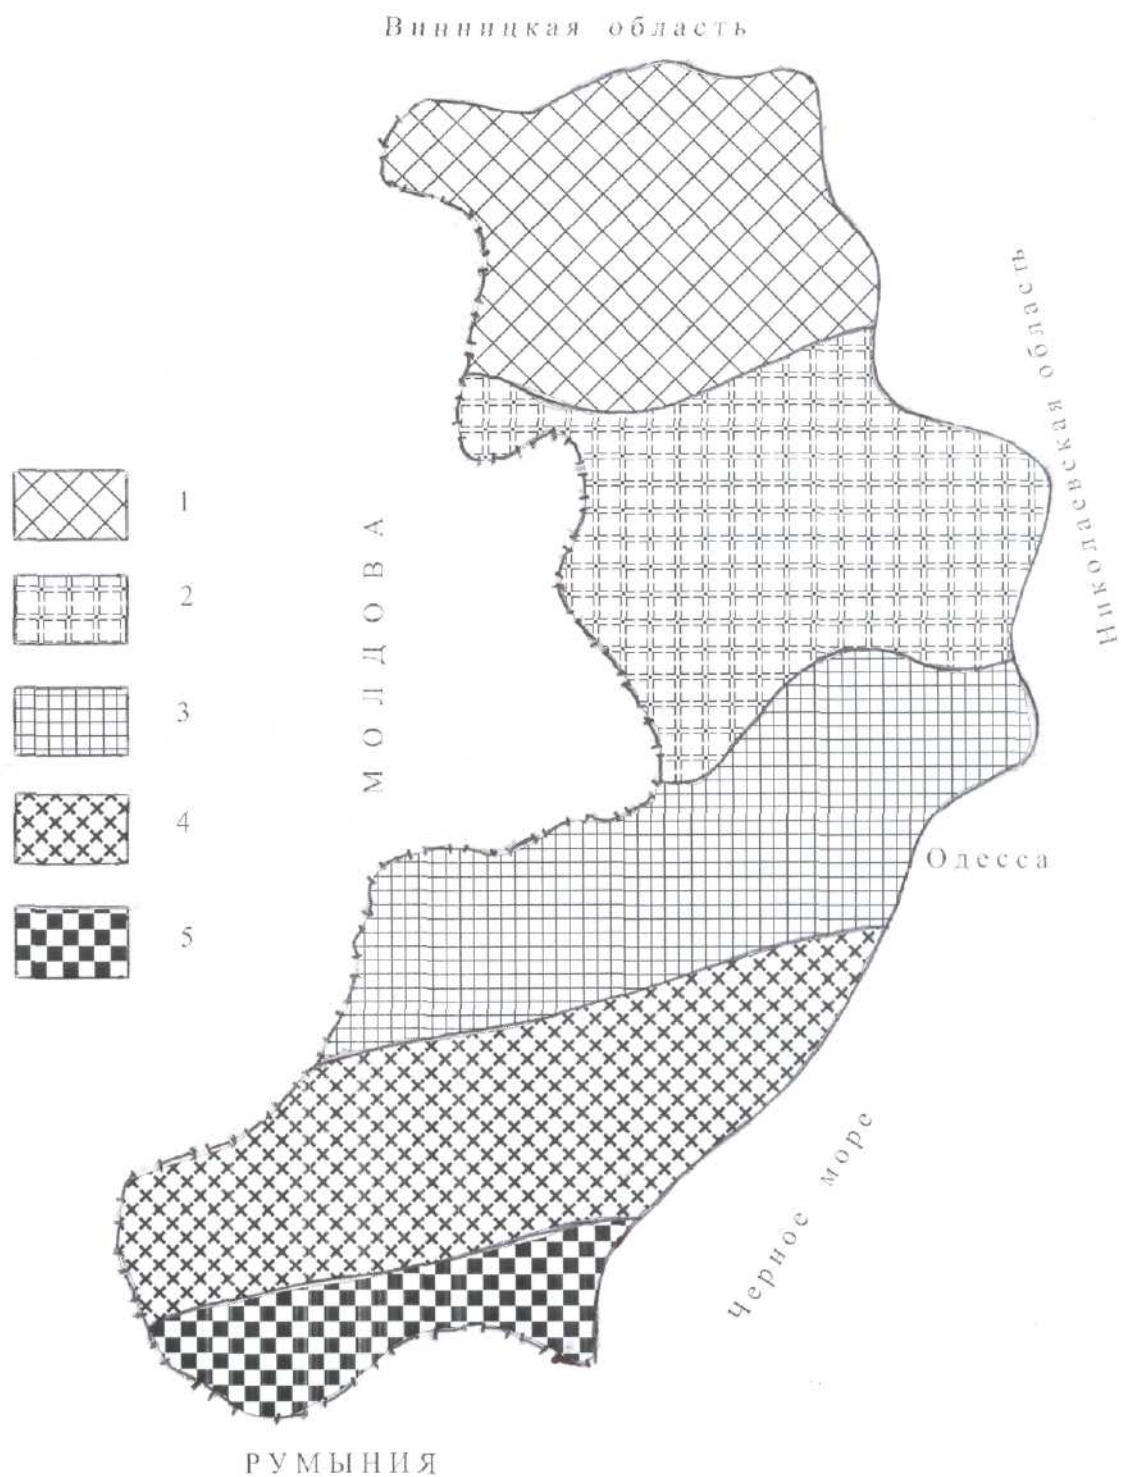 Винницкая область
Николаевская область
1
2
3
4
5
МОЛДОВА
Одесса
Черное море
РУМЫНИЯ